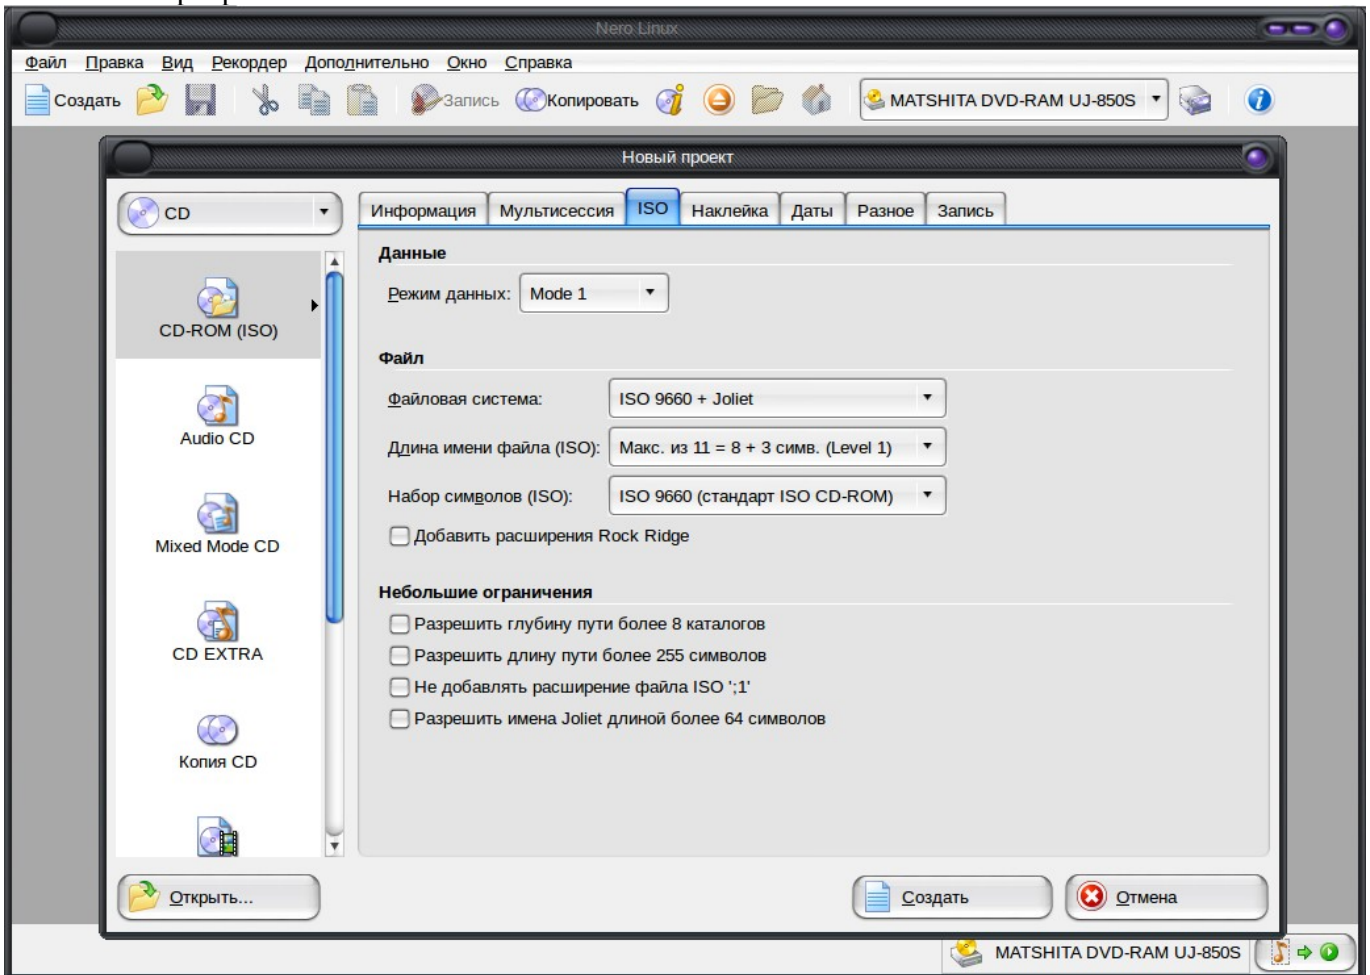 Nero Linux
Файл Правка Вид Рекордер Дополнительно Окно Справка
Создать Запись Копировать MATSHITA DVD-RAM UJ-850S
Новый проект
CD
Информация Мультисессия ISO Наклейка Даты Разное Запись
Данные
Режим данных: Mode 1
CD-ROM (ISO)
Файл
Файловая система: ISO 9660 + Joliet
Audio CD
Длина имени файла (ISO): Макс. из 11 = 8 + 3 симв. (Level 1)
Набор символов (ISO): ISO 9660 (стандарт ISO CD-ROM)
Добавить расширения Rock Ridge
Mixed Mode CD
Небольшие ограничения
Разрешить глубину пути более 8 каталогов
Разрешить длину пути более 255 символов
CD EXTRA
Не добавлять расширение файла ISO ';1'
Разрешить имена Joliet длиной более 64 символов
Копия CD
Открыть... Создать Отмена
MATSHITA DVD-RAM UJ-850S